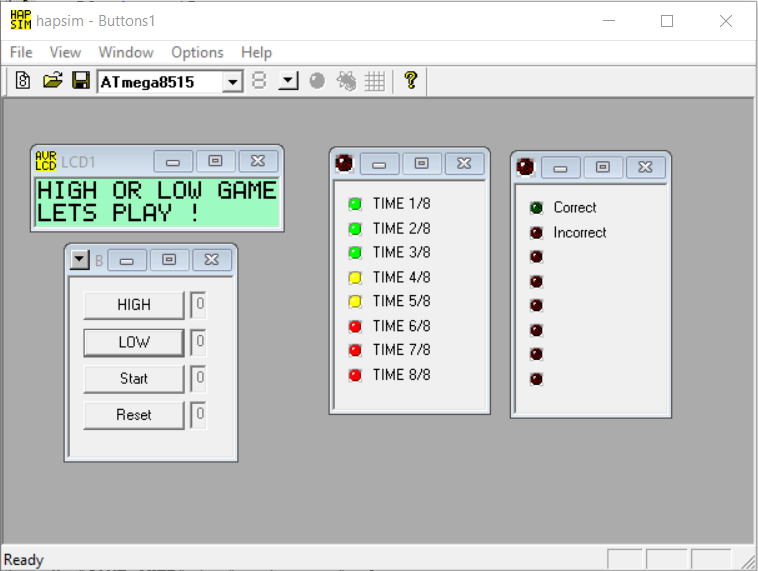 HAP SIM hapsim - Buttons1
File View Window Options Help
8 ATmega8515 8 ?
AVR LCD LCD1
HIGH OR LOW GAME
LETS PLAY !
B
HIGH 0
LOW 0
Start 0
Reset 0
TIME 1/8
TIME 2/8
TIME 3/8
TIME 4/8
TIME 5/8
TIME 6/8
TIME 7/8
TIME 8/8
Correct
Incorrect
Ready